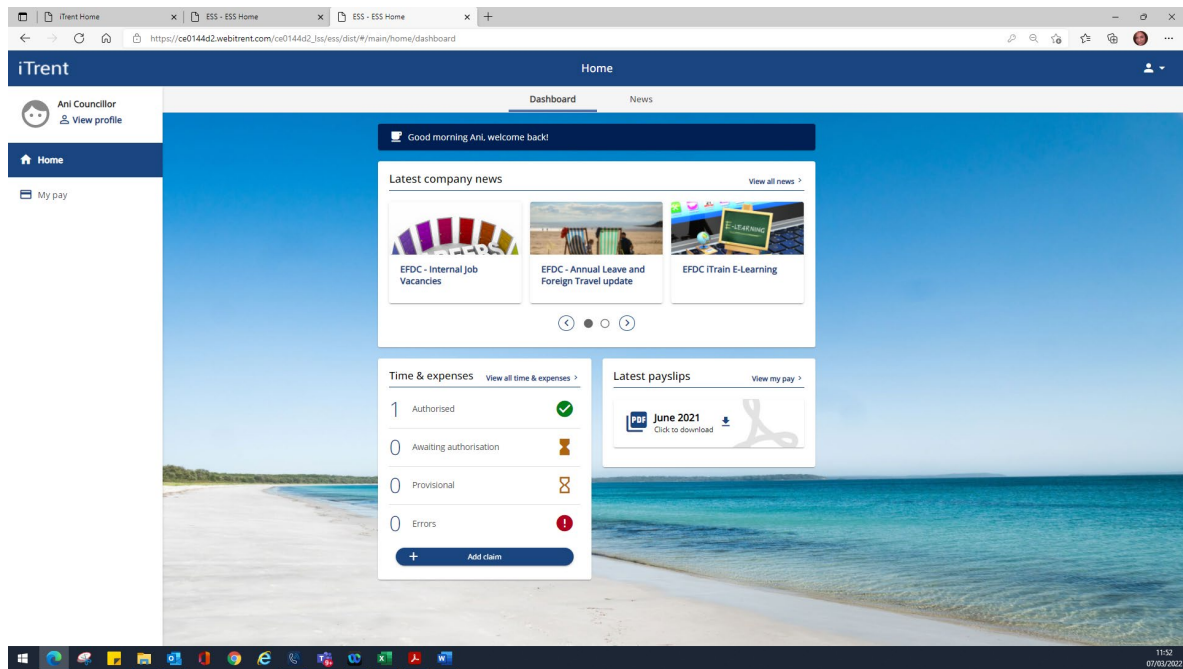 iTrent Home
ESS - ESS Home
ESS - ESS Home
https://ce0144d2.webitrent.com/ce0144d2_lss/ess/dist/#/main/home/dashboard
iTrent
Home
Ani Councillor
View profile
Home
My pay
Dashboard News
Good morning Ani, welcome back!
Latest company news
View all news >
CAREERS
E-LEARNING
EFDC - Internal Job
Vacancies
EFDC - Annual Leave and
Foreign Travel update
EFDC iTrain E-Learning
Time & expenses View all time & expenses >
1 Authorised
0 Awaiting authorisation
0 Provisional
0 Errors
+ Add claim
Latest payslips View my pay >
PDF
June 2021
Click to download
11:52
07/03/2022